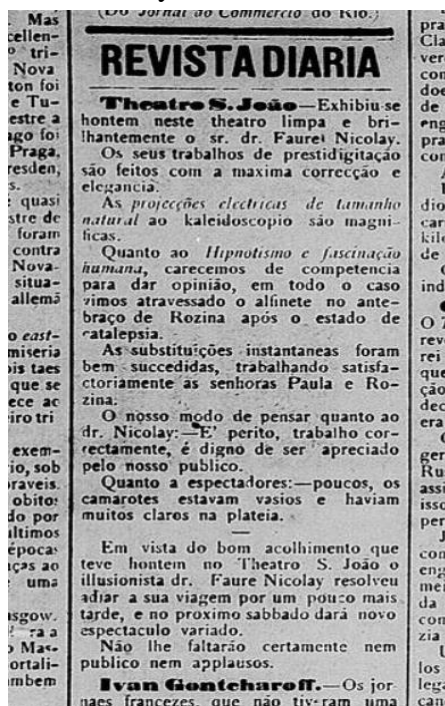 (Do Jornal do Commercio do Rio.)
REVISTA DIARIA
Theatro S. João—Exhibiu-se
hontem neste theatro limpa e bri-
lhantemente o sr. dr. Faure Nicolay.
Os seus trabalhos de prestidigitação
são feitos com a maxima correcção e
elegancia.
As projecções electricas de tamanho
natural ao kaleidoscopio são magni-
ficas.
Quanto ao Hipnotismo e fascinação
humana, carecemos de competencia
para dar opinião, em todo o caso
vimos atravessado o alfinete no ante-
braço de Rozina após o estado de
catalepsia.
As substituições instantaneas foram
bem succedidas, trabalhando satisfa-
ctoriamente as senhoras Paula e Ro-
zina.
O nosso modo de pensar quanto ao
dr. Nicolay:—E' perito, trabalho cor-
rectamente, é digno de ser apreciado
pelo nosso publico.
Quanto a espectadores:—poucos, os
camarotes estavam vasios e haviam
muitos claros na plateia.
—
Em vista do bom acolhimento que
teve hontem no Theatro S. João o
illusionista dr. Faure Nicolay resolveu
adiar a sua viagem por um pouco mais
tarde, e no proximo sabbado dará novo
espectaculo variado.
Não lhe faltarão certamente nem
publico nem applausos.
Ivan Gontcharoff.—Os jor-
naes francezes, que não tiveram uma